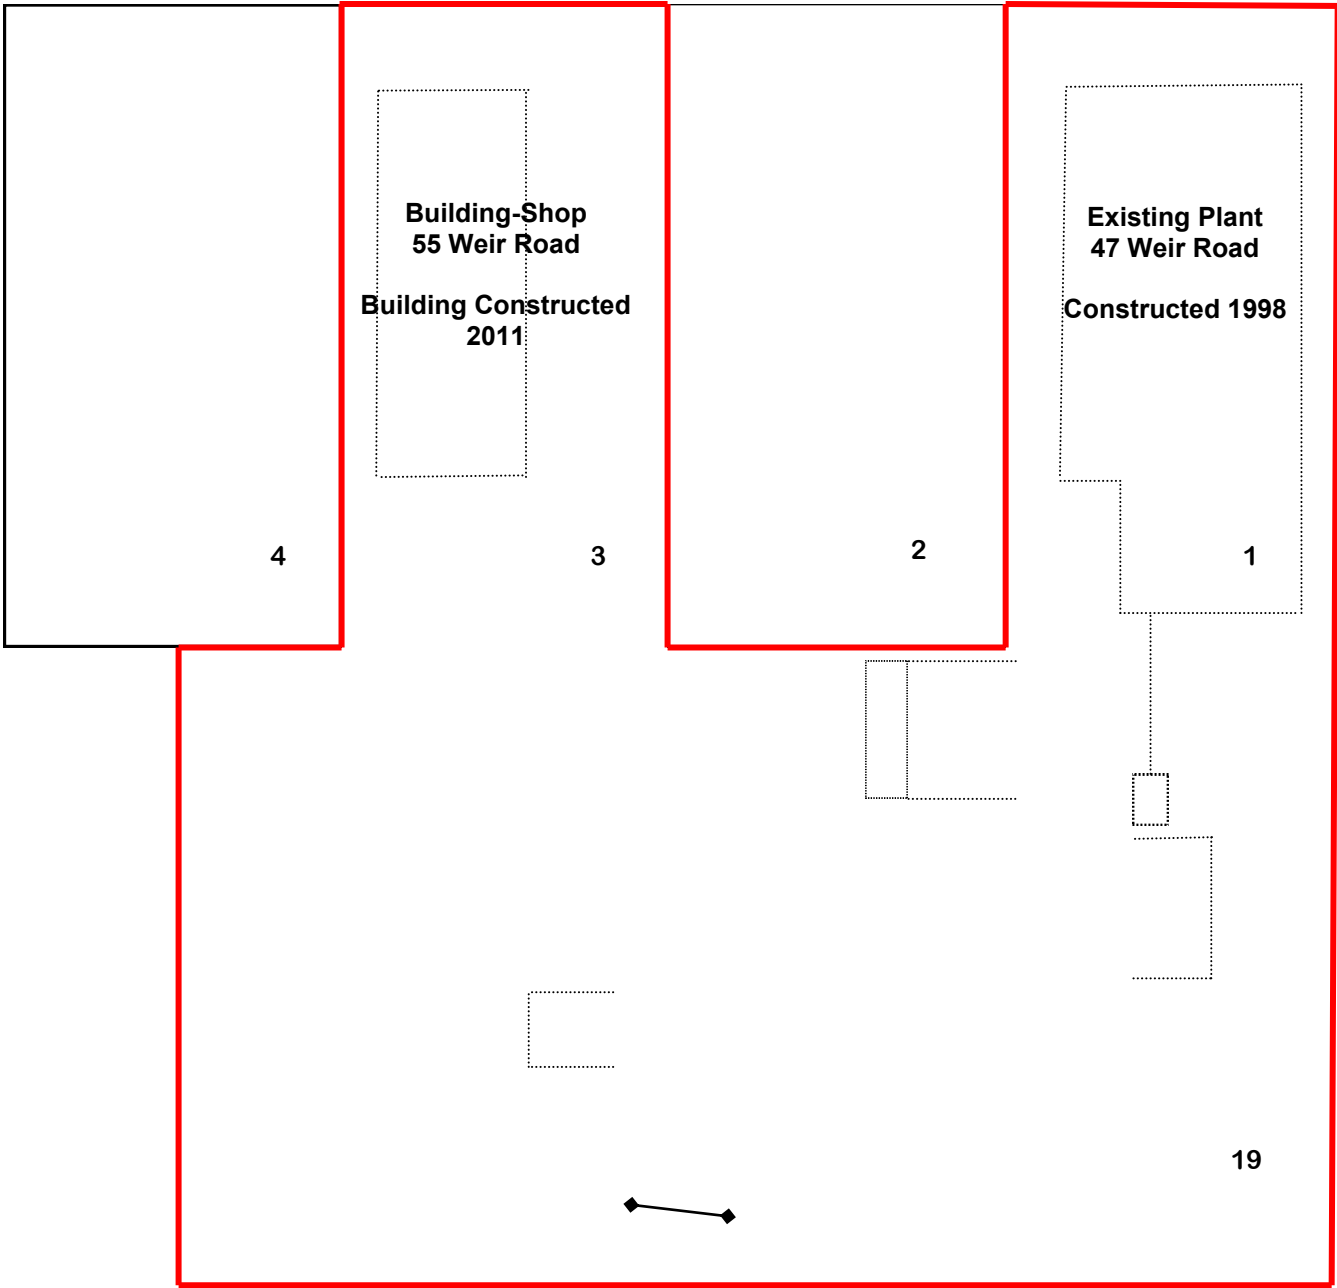 Building-Shop
55 Weir Road
Building Constructed
2011
Existing Plant
47 Weir Road
Constructed 1998
4
3
2
1
19